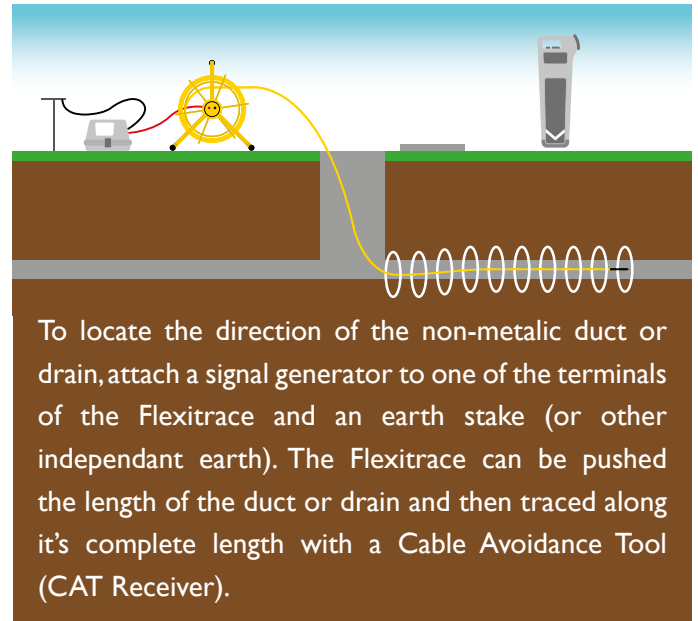 To locate the direction of the non-metalic duct or
drain, attach a signal generator to one of the terminals
of the Flexitrace and an earth stake (or other
independant earth). The Flexitrace can be pushed
the length of the duct or drain and then traced along
it’s complete length with a Cable Avoidance Tool
(CAT Receiver).